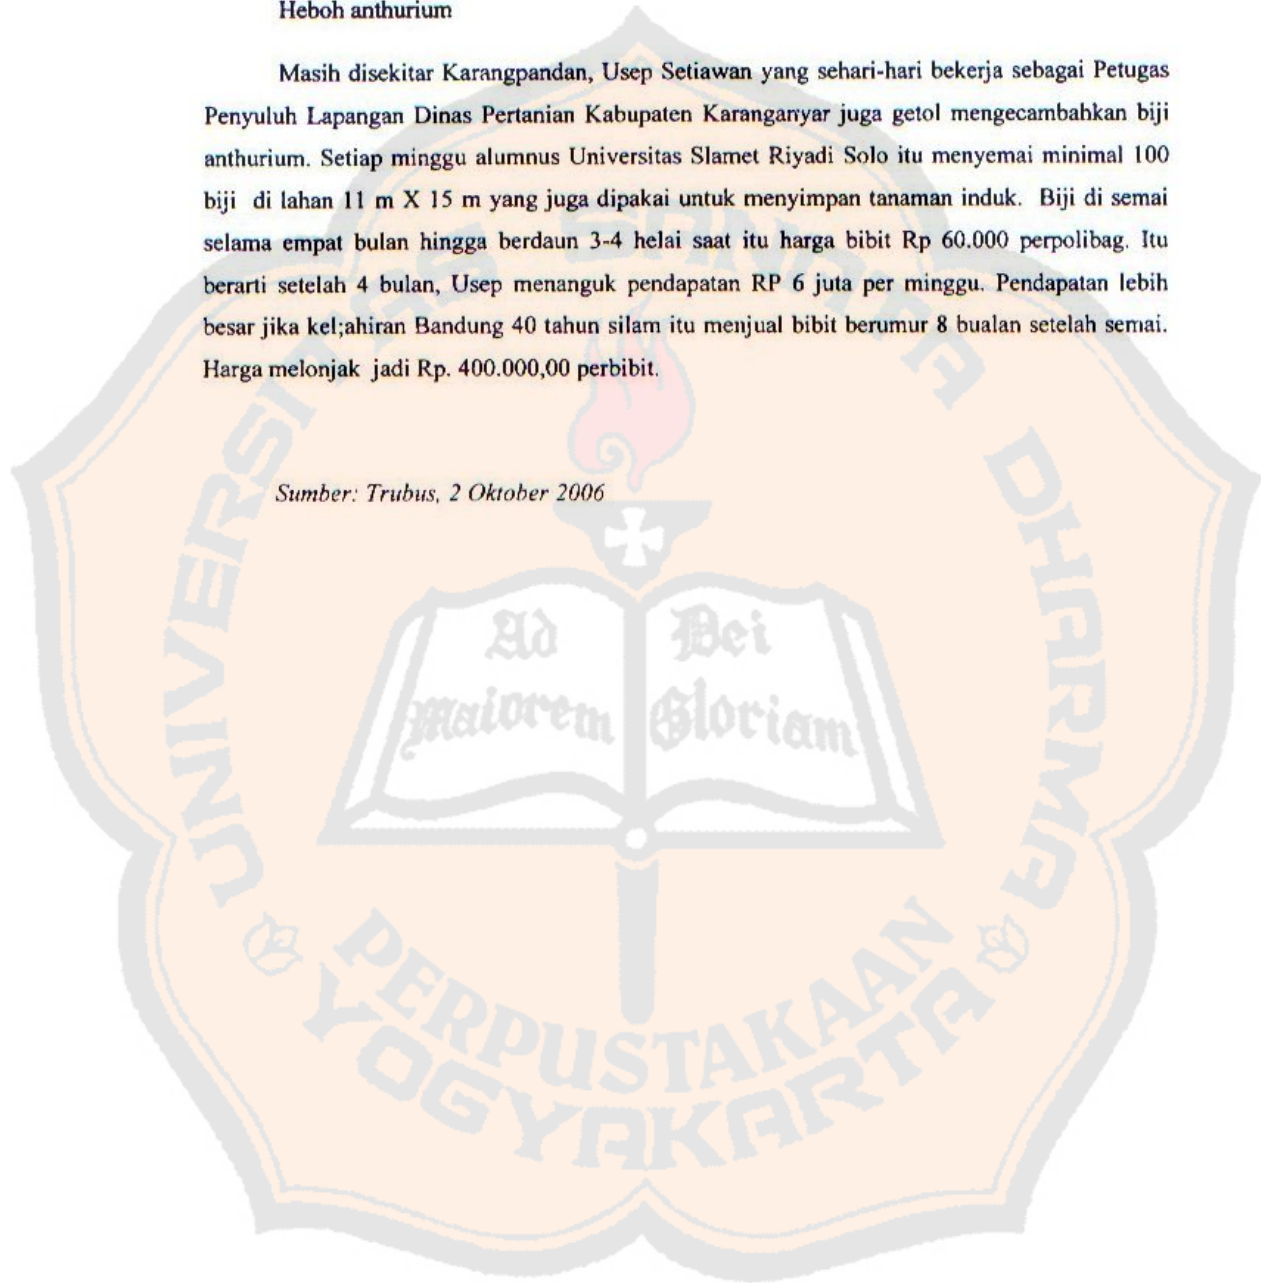 Heboh anthurium
Masih disekitar Karangpandan, Usep Setiawan yang sehari-hari bekerja sebagai Petugas
Penyuluh Lapangan Dinas Pertanian Kabupaten Karanganyar juga getol mengecambahkan biji
anthurium. Setiap minggu alumnus Universitas Slamet Riyadi Solo itu menyemai minimal 100
biji di lahan 11 m X 15 m yang juga dipakai untuk menyimpan tanaman induk. Biji di semai
selama empat bulan hingga berdaun 3-4 helai saat itu harga bibit Rp 60.000 perpolibag. Itu
berarti setelah 4 bulan, Usep menanguk pendapatan RP 6 juta per minggu. Pendapatan lebih
besar jika kel;ahiran Bandung 40 tahun silam itu menjual bibit berumur 8 bualan setelah semai.
Harga melonjak jadi Rp. 400.000,00 perbibit.
Sumber: Trubus, 2 Oktober 2006
UNIVERSITAS SANATA DHARMA
Ad Dei
maiorem Gloriam
PERPUSTAKAAN
YOGYAKARTA